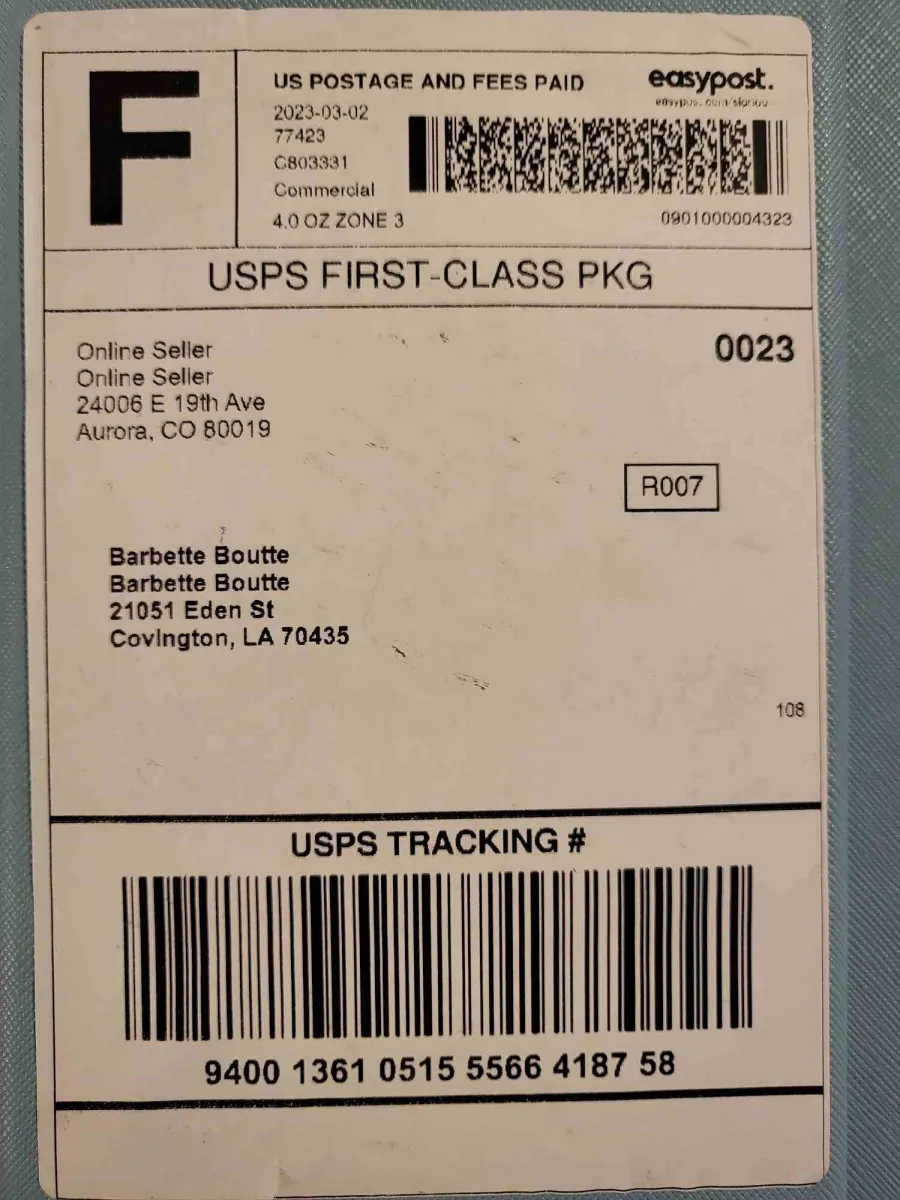 F
US POSTAGE AND FEES PAID
easypost.
2023-03-02
77423
C803331
Commercial
4.0 OZ ZONE 3
0901000004323
USPS FIRST-CLASS PKG
Online Seller
Online Seller
24006 E 19th Ave
Aurora, CO 80019
0023
R007
Barbette Boutte
Barbette Boutte
21051 Eden St
Covington, LA 70435
108
USPS TRACKING #
9400 1361 0515 5566 4187 58